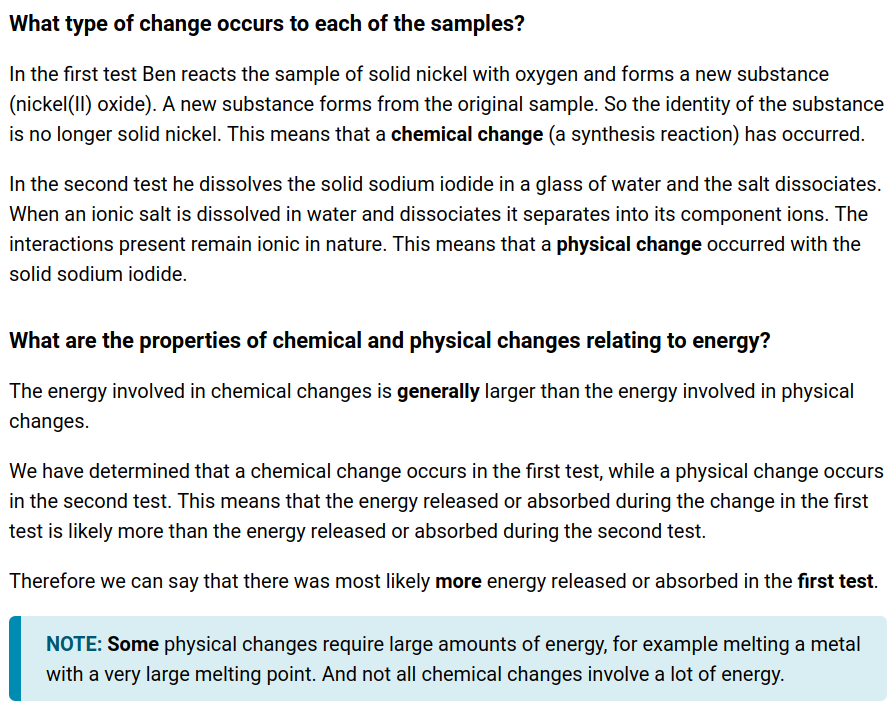 What type of change occurs to each of the samples?
In the first test Ben reacts the sample of solid nickel with oxygen and forms a new substance
(nickel(II) oxide). A new substance forms from the original sample. So the identity of the substance
is no longer solid nickel. This means that a chemical change (a synthesis reaction) has occurred.
In the second test he dissolves the solid sodium iodide in a glass of water and the salt dissociates.
When an ionic salt is dissolved in water and dissociates it separates into its component ions. The
interactions present remain ionic in nature. This means that a physical change occurred with the
solid sodium iodide.
What are the properties of chemical and physical changes relating to energy?
The energy involved in chemical changes is generally larger than the energy involved in physical
changes.
We have determined that a chemical change occurs in the first test, while a physical change occurs
in the second test. This means that the energy released or absorbed during the change in the first
test is likely more than the energy released or absorbed during the second test.
Therefore we can say that there was most likely more energy released or absorbed in the first test.
NOTE: Some physical changes require large amounts of energy, for example melting a metal
with a very large melting point. And not all chemical changes involve a lot of energy.